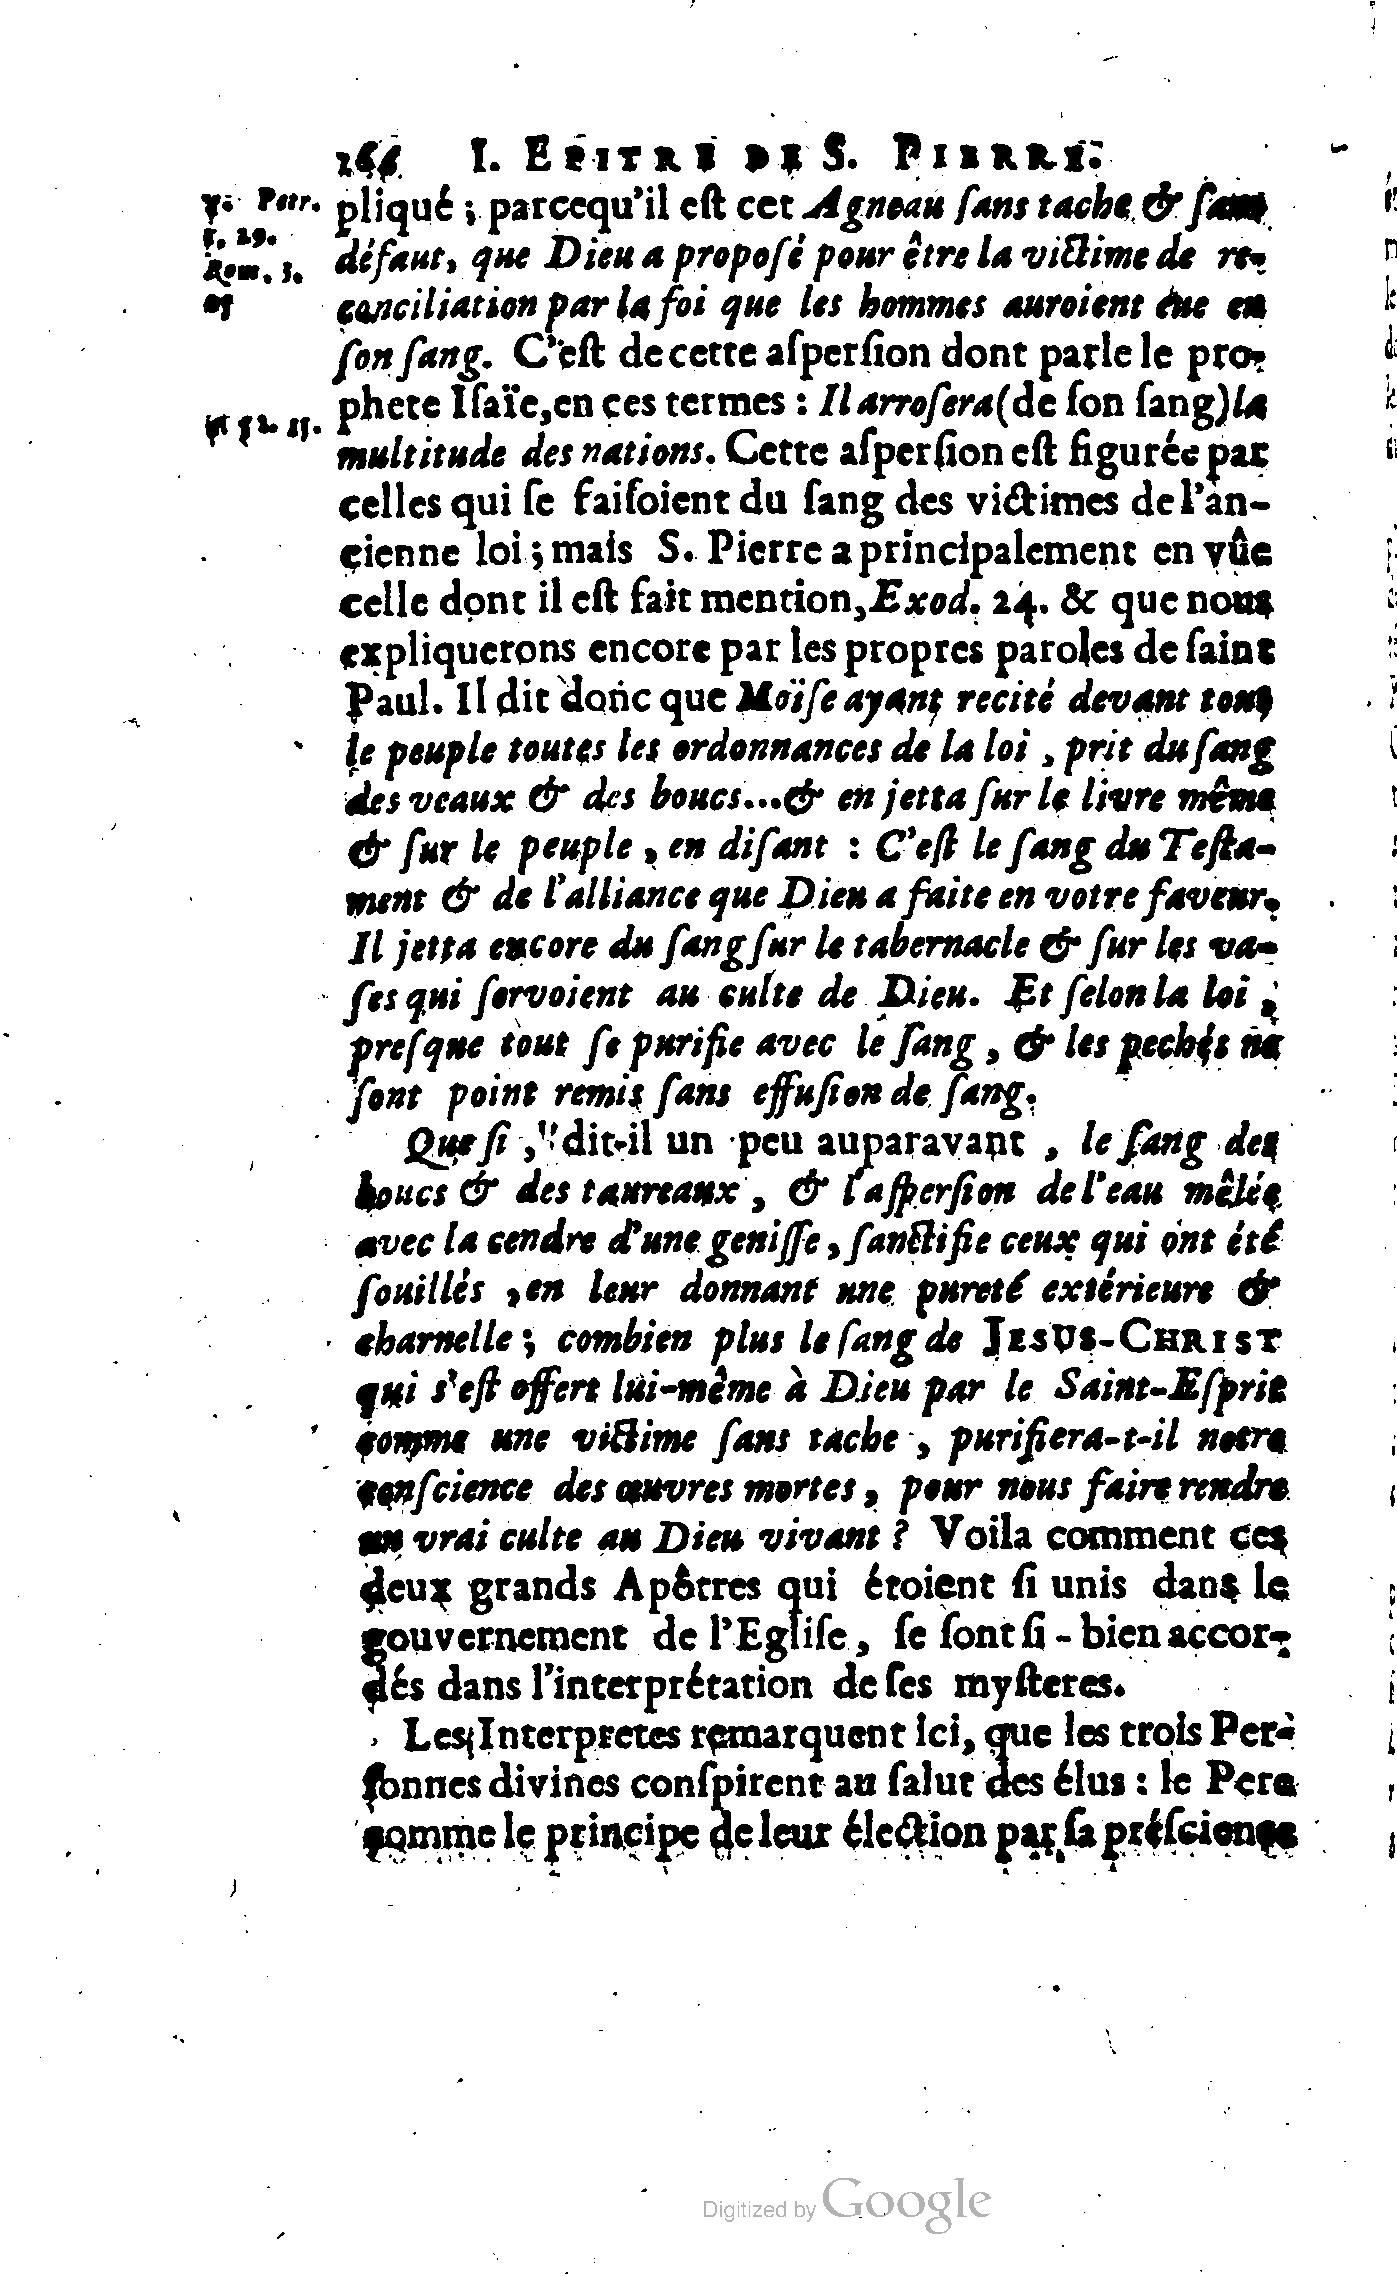 266 I. EPITRE DE S. PIERRE.
1. Petr.
1. 19.
Rom. 3.
25
pliqué ; parcequ'il eſt cet Agneau ſans tache & ſans
défaut, que Dieu a propoſé pour être la victime de re-
conciliation par la foi que les hommes auroient éue en
ſon ſang. C'eſt de cette aſperſion dont parle le pro-
phete Iſaïe, en ces termes : Il arroſera (de ſon ſang) la
52. 15.
multitude des nations. Cette aſperſion eſt figurée par
celles qui ſe faiſoient du ſang des victimes de l'an-
cienne loi ; mais S. Pierre a principalement en vûe
celle dont il eſt fait mention, Exod. 24. & que nous
expliquerons encore par les propres paroles de ſaint
Paul. Il dit donc que Moïſe ayant recité devant tout
le peuple toutes les ordonnances de la loi , prit du ſang
des veaux & des boucs...& en jetta ſur le livre même
& ſur le peuple , en diſant : C'eſt le ſang du Teſta-
ment & de l'alliance que Dieu a faite en votre faveur.
Il jetta encore du ſang ſur le tabernacle & ſur les va-
ſes qui ſervoient au culte de Dieu. Et ſelon la loi ,
preſque tout ſe purifie avec le ſang , & les pechés ne
ſont point remis ſans effuſion de ſang.
Que ſi , dit-il un peu auparavant , le ſang des
boucs & des taureaux , & l'aſperſion de l'eau mêlée
avec la cendre d'une geniſſe , ſanctifie ceux qui ont été
ſouillés , en leur donnant une pureté extérieure &
charnelle ; combien plus le ſang de JESUS-CHRIST
qui s'eſt offert lui-même à Dieu par le Saint-Eſprit
comme une victime ſans tache , purifiera-t-il notre
conſcience des œuvres mortes , pour nous faire rendre
un vrai culte au Dieu vivant ? Voila comment ces
deux grands Apôtres qui étoient ſi unis dans le
gouvernement de l'Egliſe, ſe ſont ſi-bien accor-
dés dans l'interprétation de ſes myſteres.
Les Interpretes remarquent ici, que les trois Per-
ſonnes divines conſpirent au ſalut des élus : le Pere
comme le principe de leur élection par ſa préſcience
Digitized by Google